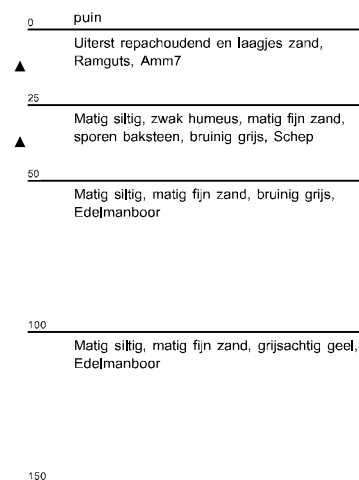 0 puin
Uiterst repachoudend en laagjes zand,
Ramguts, Amm7
25
Matig siltig, zwak humeus, matig fijn zand,
sporen baksteen, bruinig grijs, Schep
50
Matig siltig, matig fijn zand, bruinig grijs,
Edelmanboor
100
Matig siltig, matig fijn zand, grijsachtig geel,
Edelmanboor
150